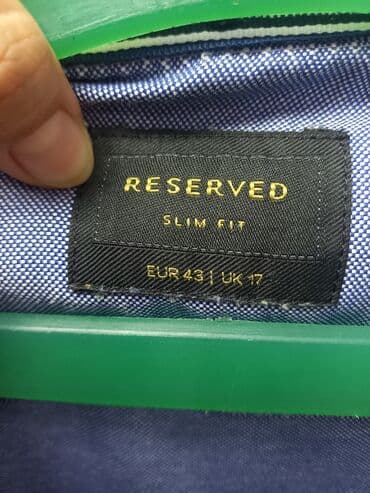 RESERVED
SLIM FIT
EUR 43 | UK 17